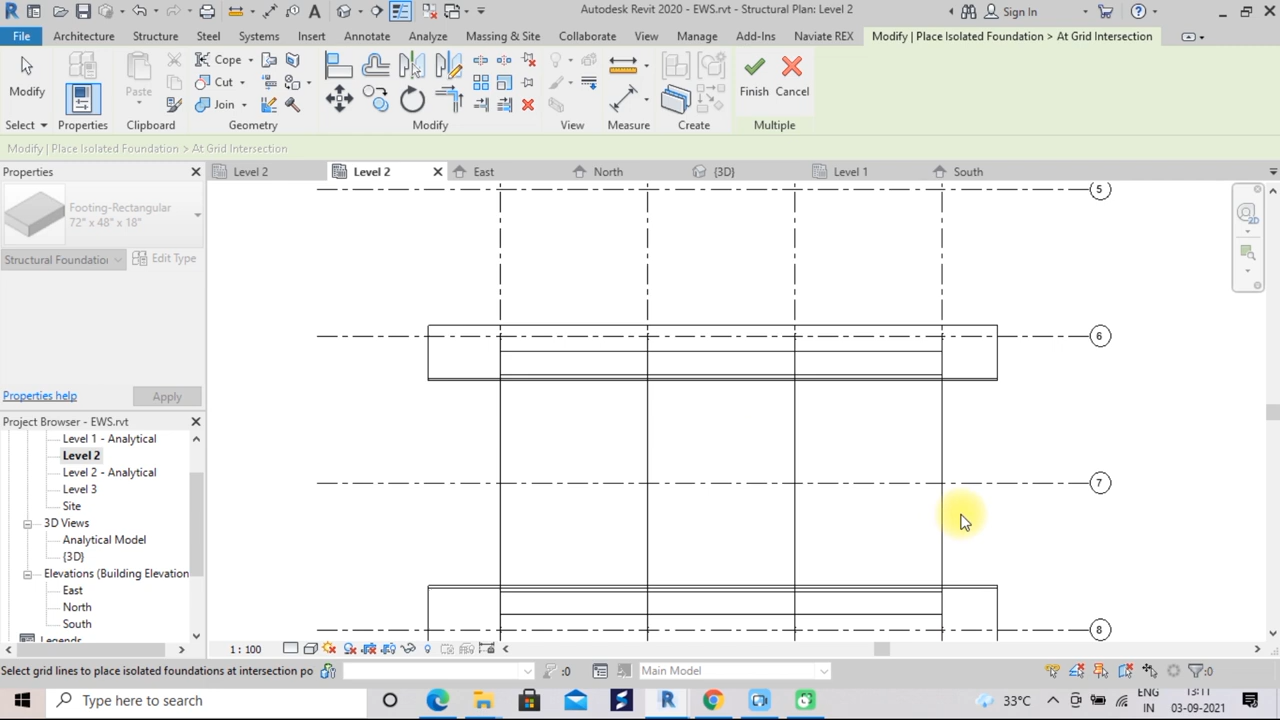 Autodesk Revit 2020 - EWS.rvt - Structural Plan: Level 2
Sign In
File Architecture Structure Steel Systems Insert Annotate Analyze Massing & Site Collaborate View Manage Add-Ins Naviate REX Modify | Place Isolated Foundation > At Grid Intersection
Modify Paste Cope Cut Join Finish Cancel
Select Properties Clipboard Geometry Modify View Measure Create Multiple
Modify | Place Isolated Foundation > At Grid Intersection
Properties
Level 2
Level 2
East
North
{3D}
Level 1
South
Footing-Rectangular
72" x 48" x 18"
Structural Foundation
Edit Type
Properties help
Apply
Project Browser - EWS.rvt
Level 1 - Analytical
Level 2
Level 2 - Analytical
Level 3
Site
3D Views
Analytical Model
{3D}
Elevations (Building Elevation
East
North
South
Legends
5
6
7
8
2D
1 : 100
Select grid lines to place isolated foundations at intersection po
:0
Main Model
:0
Type here to search
33°C
ENG
IN
13:11
03-09-2021